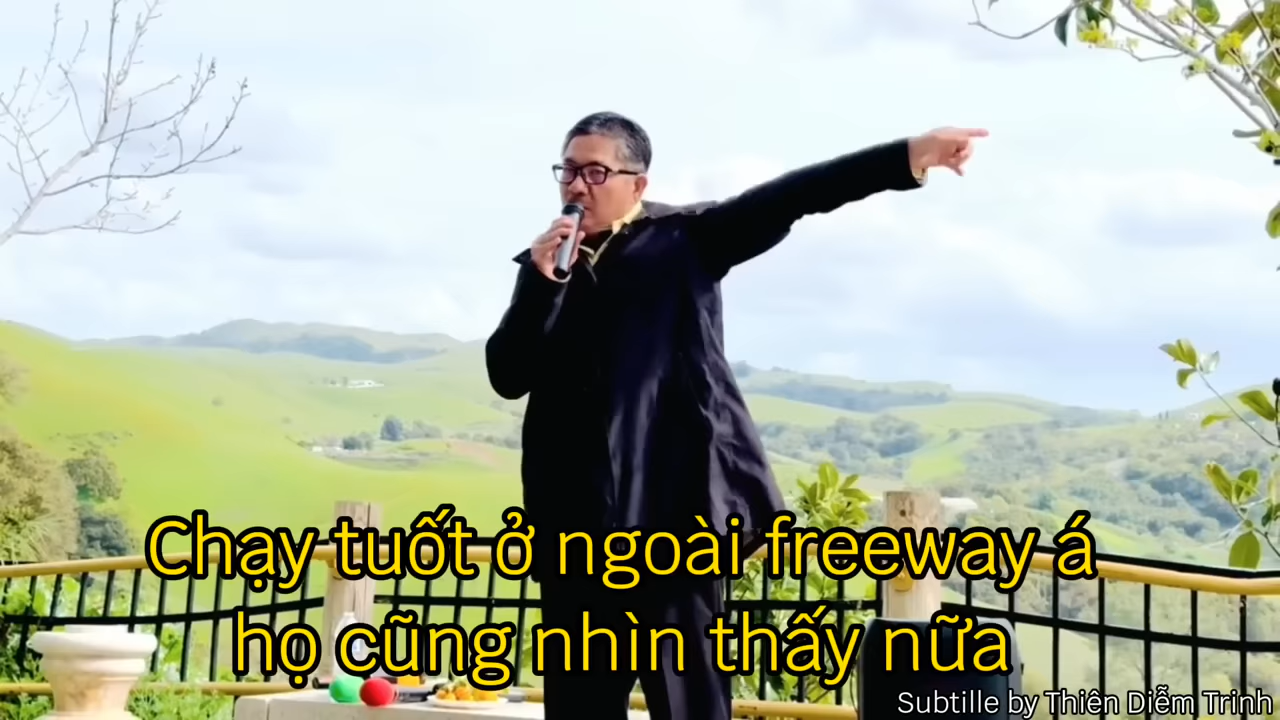 Chạy tuốt ở ngoài freeway á
họ cũng nhìn thấy nữa
Subtille by Thiên Diễm Trinh